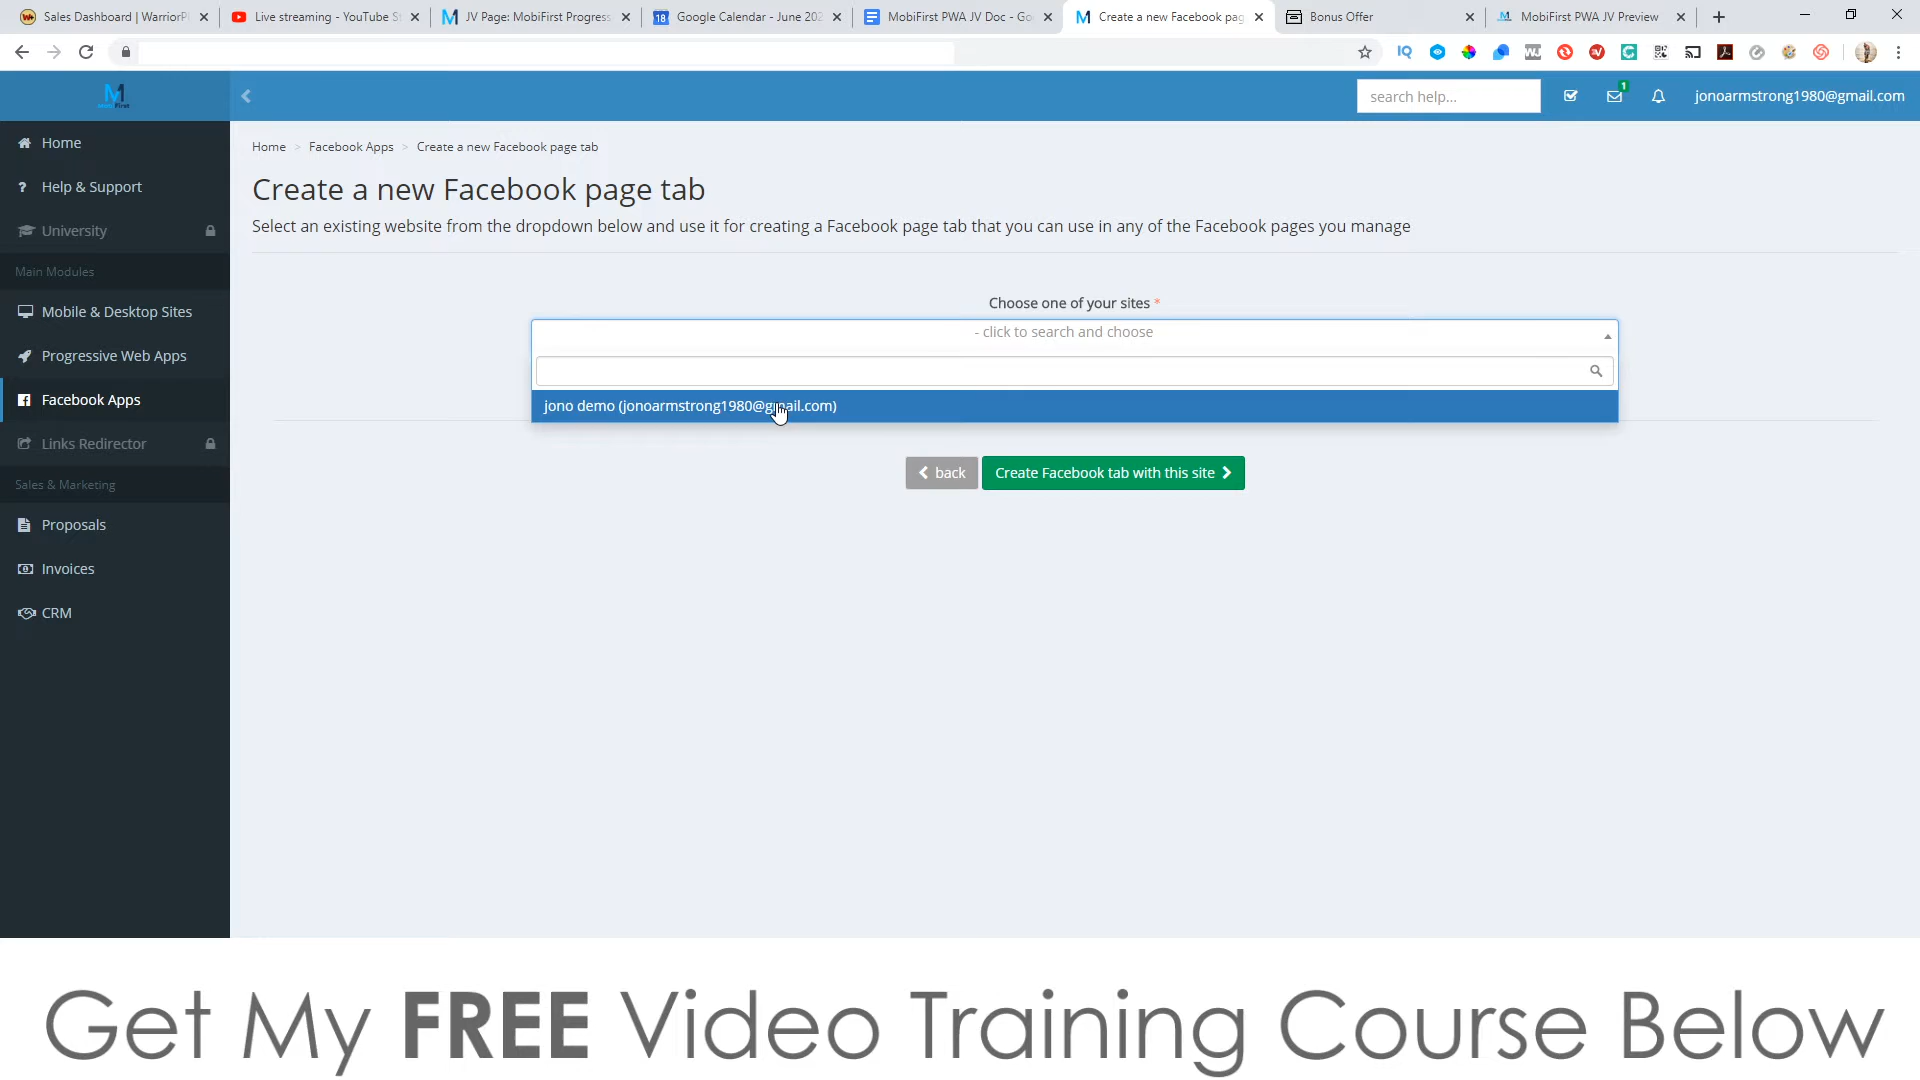 Sales Dashboard | WarriorPl
Live streaming - YouTube S
JV Page: MobiFirst Progress
Google Calendar - June 202
MobiFirst PWA JV Doc - Go
Create a new Facebook pag
Bonus Offer
MobiFirst PWA JV Preview
search help...
1
jonoarmstrong1980@gmail.com
Home
Help & Support
University
Main Modules
Mobile & Desktop Sites
Progressive Web Apps
Facebook Apps
Links Redirector
Sales & Marketing
Proposals
Invoices
CRM
Home > Facebook Apps > Create a new Facebook page tab
Create a new Facebook page tab
Select an existing website from the dropdown below and use it for creating a Facebook page tab that you can use in any of the Facebook pages you manage
Choose one of your sites *
- click to search and choose
jono demo (jonoarmstrong1980@gmail.com)
back
Create Facebook tab with this site
Get My FREE Video Training Course Below